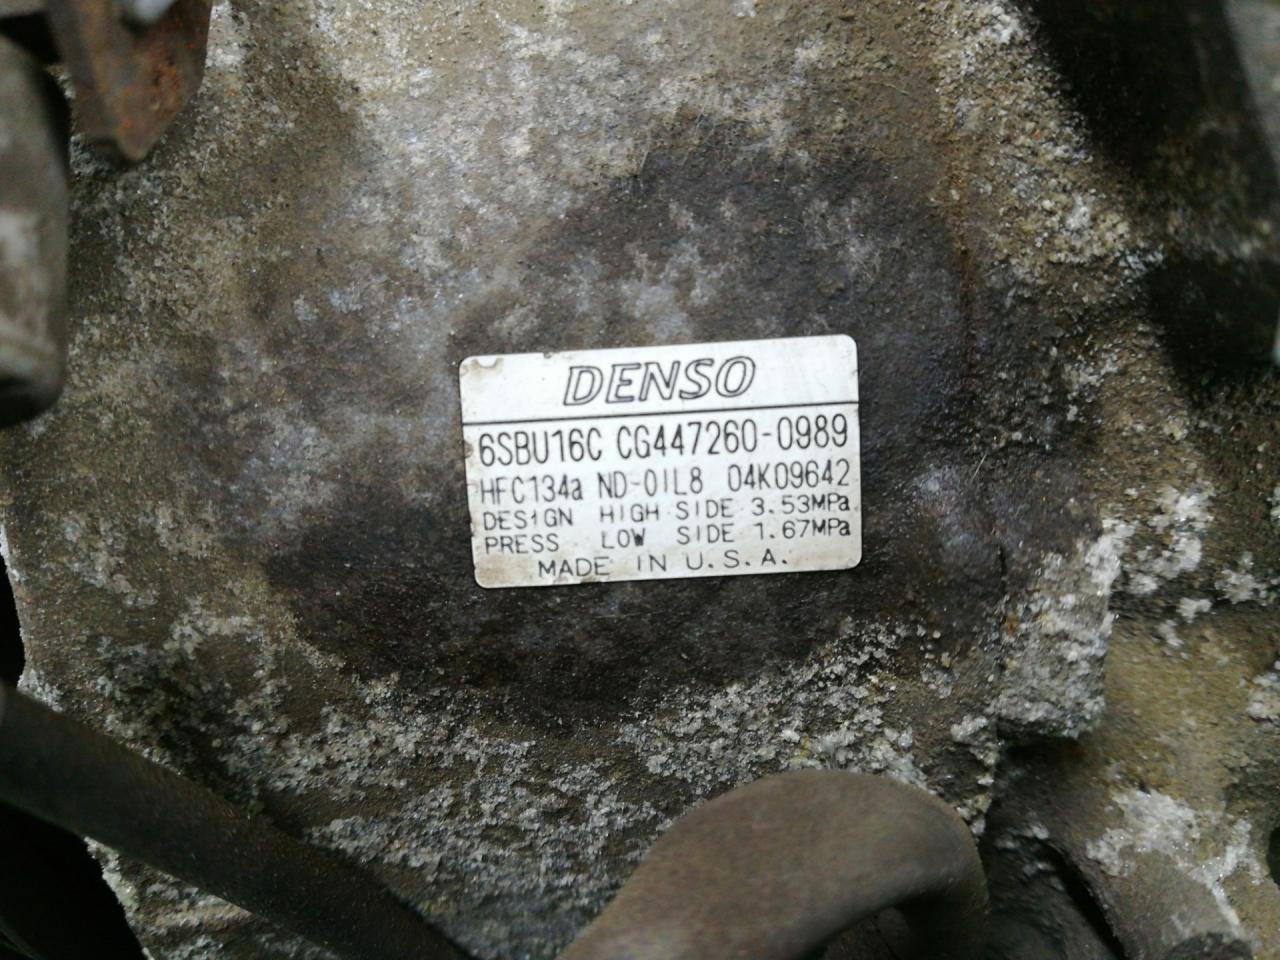 DENSO
6SBU16C CG447260-0989
HFC134a ND-OIL8 04K09642
DESIGN HIGH SIDE 3.53MPa
PRESS LOW SIDE 1.67MPa
MADE IN U.S.A.